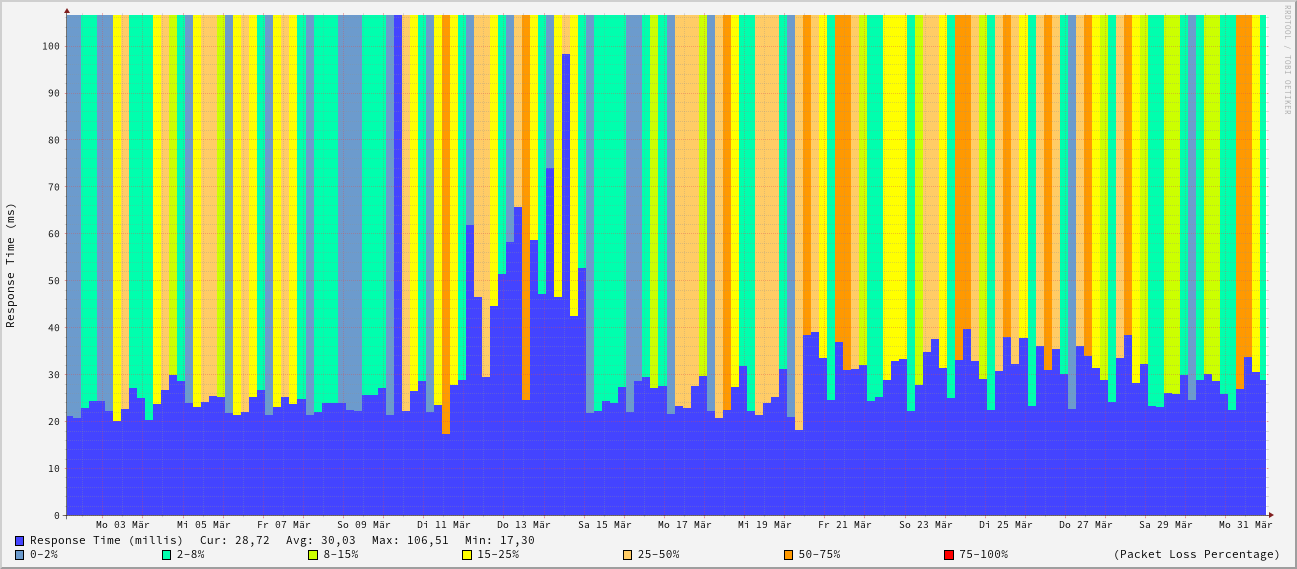 RRDTOOL / TOBI OETIKER
Response Time (ms)
100
90
80
70
60
50
40
30
20
10
0
Mo 03 Mär Mi 05 Mär Fr 07 Mär So 09 Mär Di 11 Mär Do 13 Mär Sa 15 Mär Mo 17 Mär Mi 19 Mär Fr 21 Mär So 23 Mär Di 25 Mär Do 27 Mär Sa 29 Mär Mo 31 Mär
Response Time (millis) Cur: 28,72 Avg: 30,03 Max: 106,51 Min: 17,30
0-2% 2-8% 8-15% 15-25% 25-50% 50-75% 75-100% (Packet Loss Percentage)